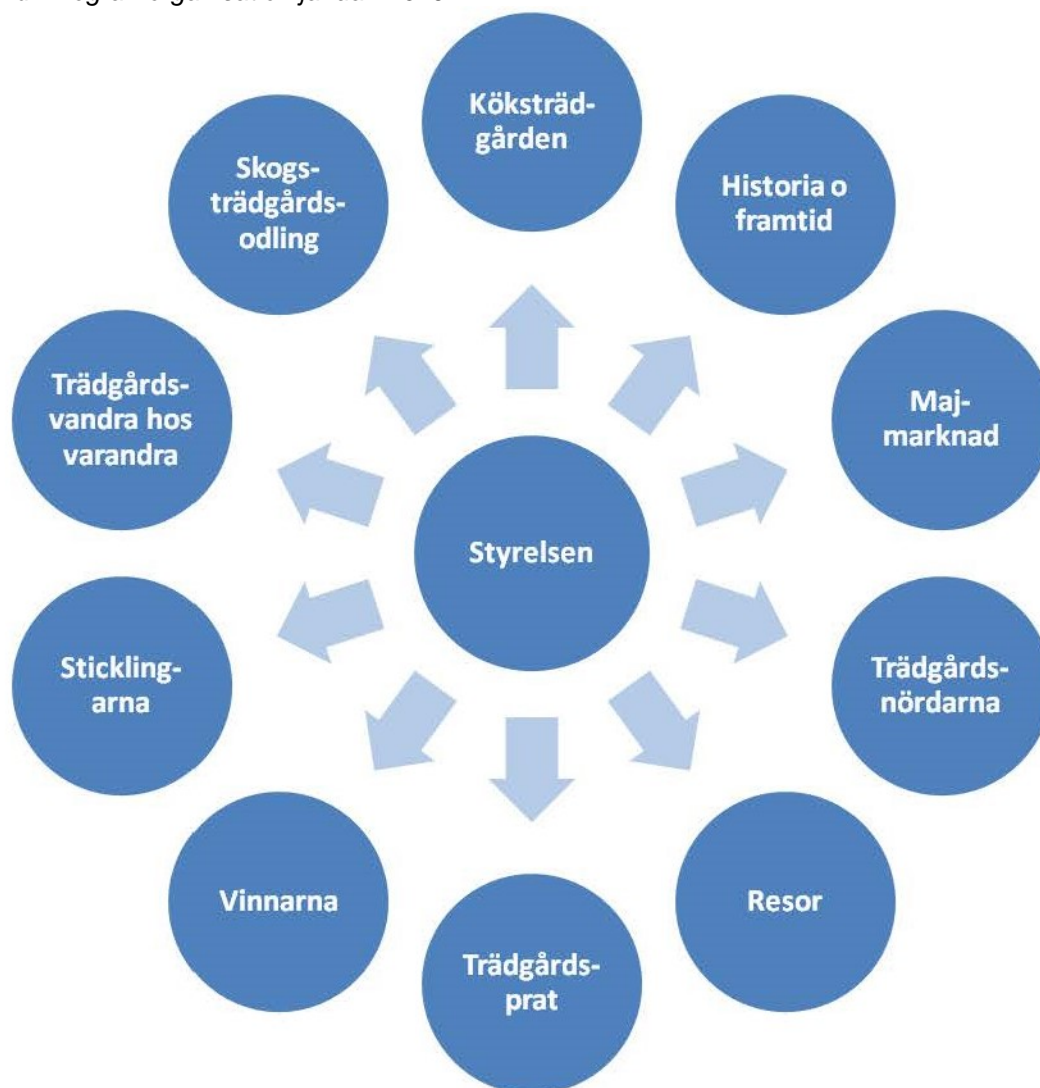 Köksträd-
gården
Historia o
framtid
Maj-
marknad
Trädgårds-
nördarna
Resor
Trädgårds-
prat
Vinnarna
Stickling-
arna
Trädgårds-
vandra hos
varandra
Skogs-
trädgårds-
odling
Styrelsen